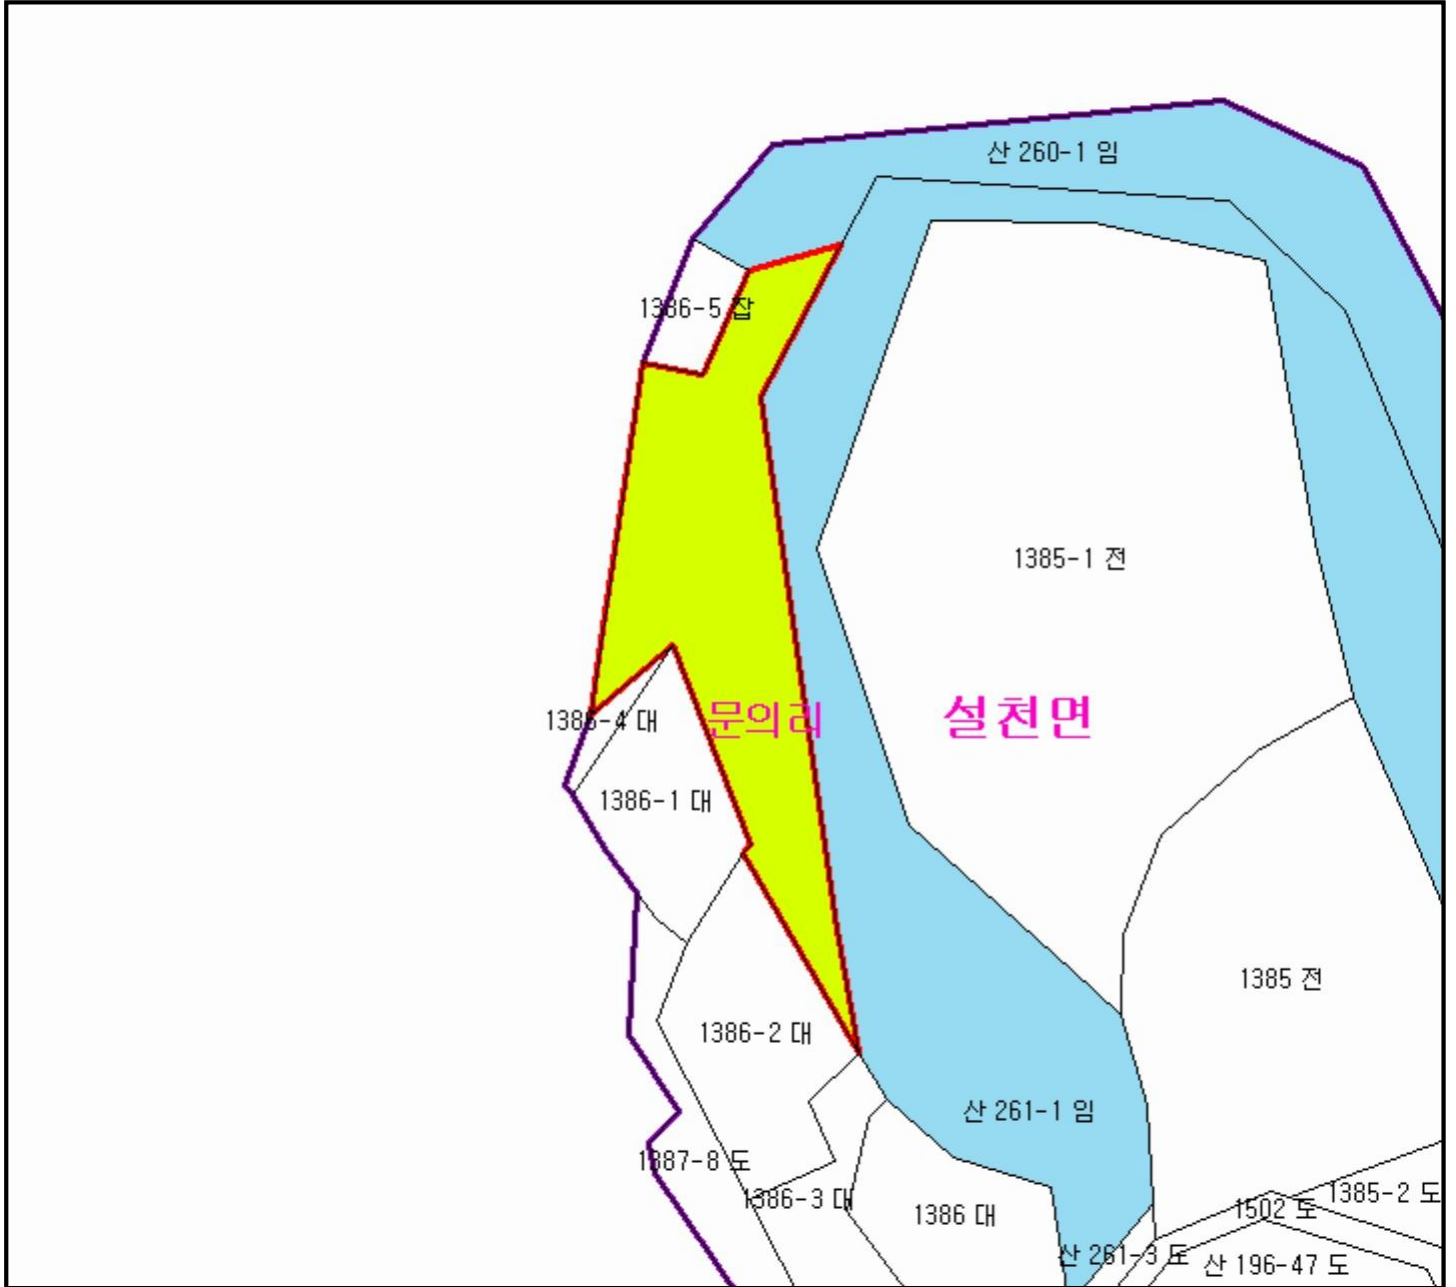 산 260-1 임
1386-5 잡
1385-1 전
1386-4 대
문의리
설천면
1386-1 대
1385 전
1386-2 대
산 261-1 임
1387-8 도
1386-3 대
1386 대
1502 도
1385-2 도
산 261-3 도
산 196-47 도